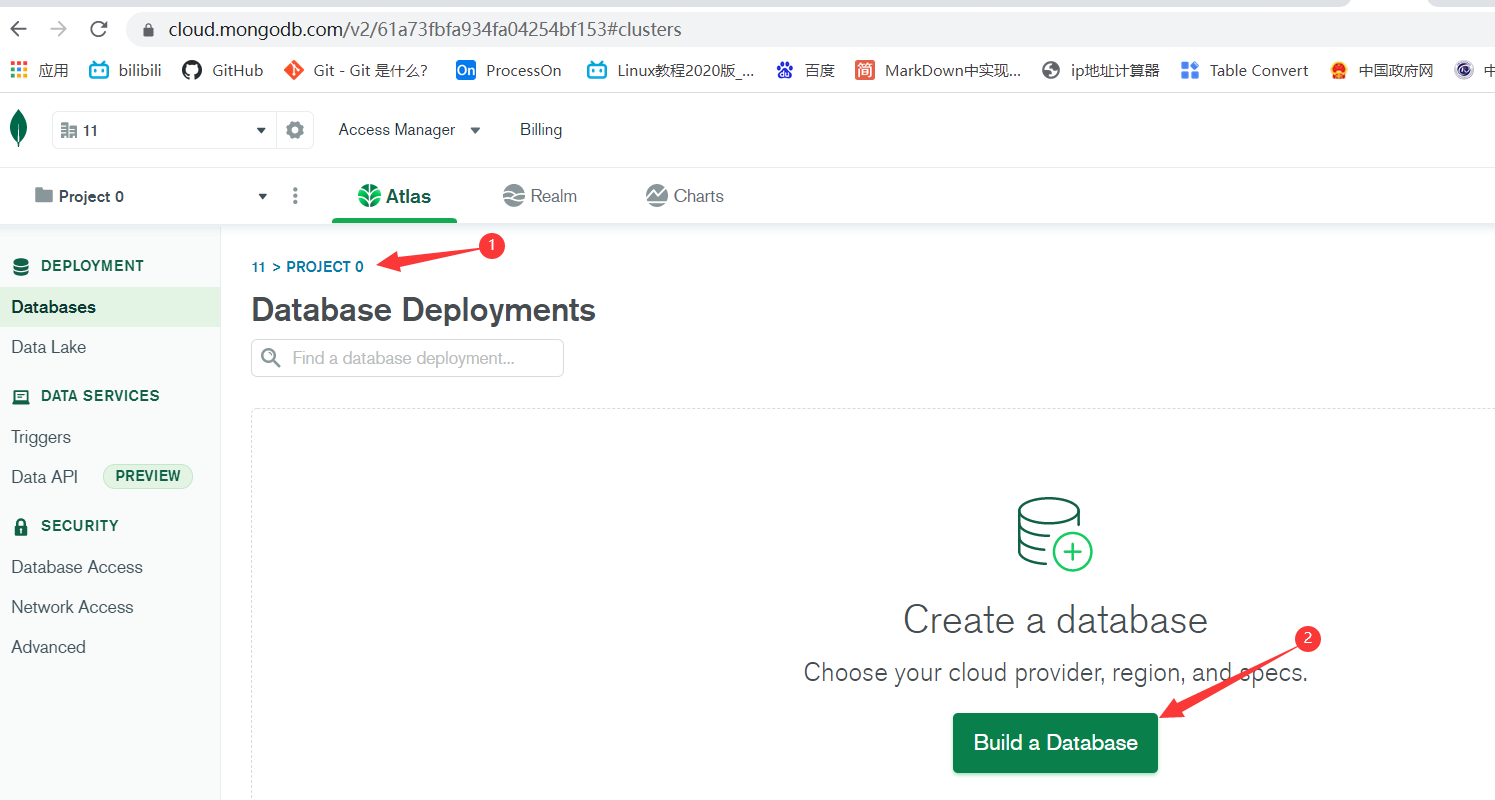 cloud.mongodb.com/v2/61a73fbfa934fa04254bf153#clusters
应用 bilibili GitHub Git - Git 是什么? ProcessOn Linux教程2020版_... 百度 MarkDown中实现... ip地址计算器 Table Convert 中国政府网 中
11 Access Manager Billing
Project 0 Atlas Realm Charts
DEPLOYMENT
Databases
Data Lake
DATA SERVICES
Triggers
Data API PREVIEW
SECURITY
Database Access
Network Access
Advanced
11 > PROJECT 0
1
Database Deployments
Find a database deployment...
Create a database
2
Choose your cloud provider, region, and specs.
Build a Database